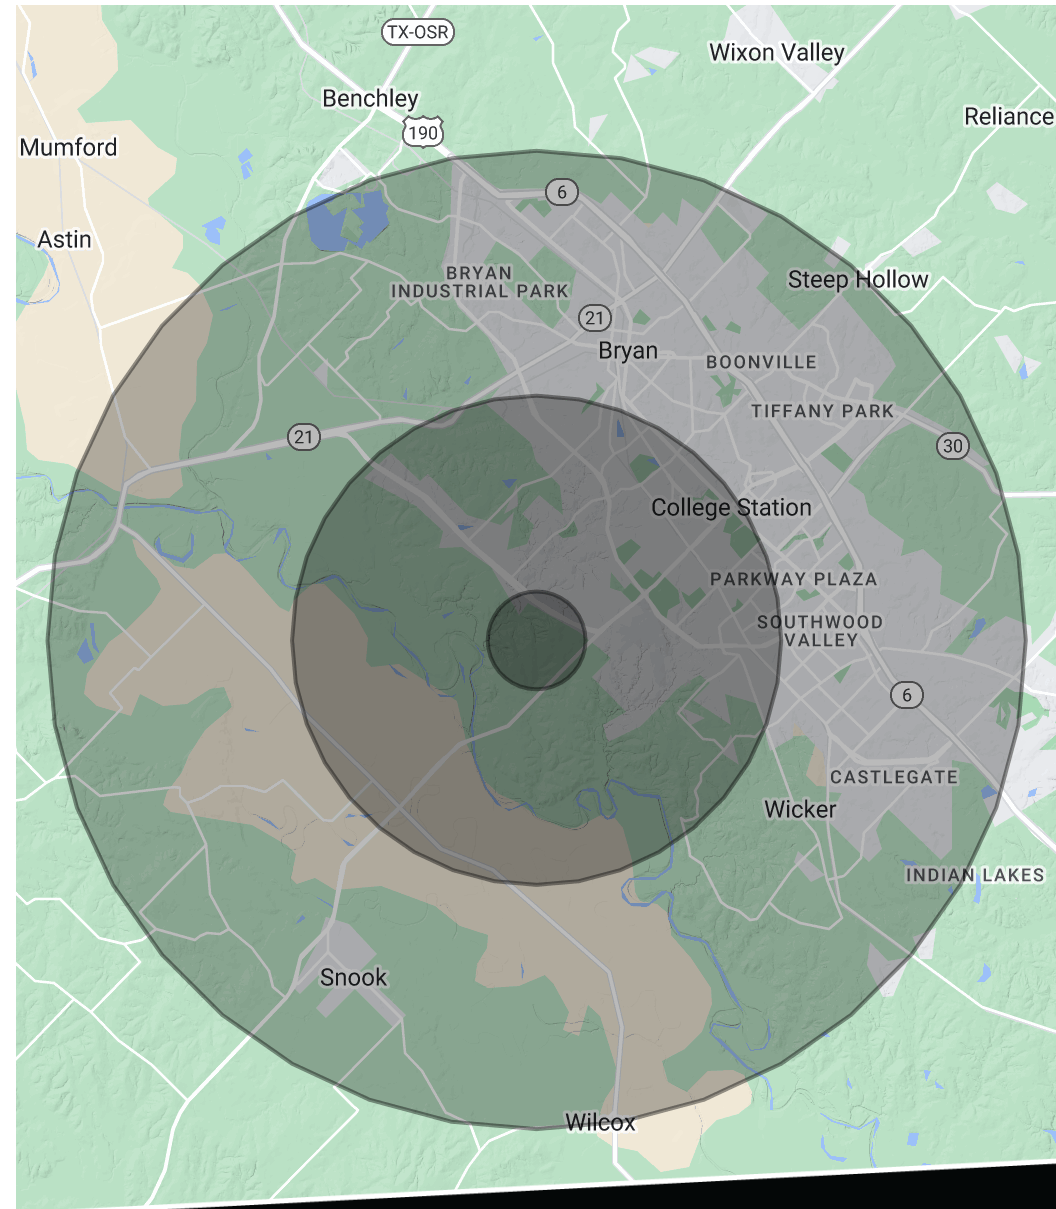 TX-OSR
Wixon Valley
Benchley
Reliance
190
Mumford
6
Astin
BRYAN
INDUSTRIAL PARK
Steep Hollow
21
Bryan
BOONVILLE
TIFFANY PARK
21
30
College Station
PARKWAY PLAZA
SOUTHWOOD
VALLEY
6
CASTLEGATE
Wicker
INDIAN LAKES
Snook
Wilcox